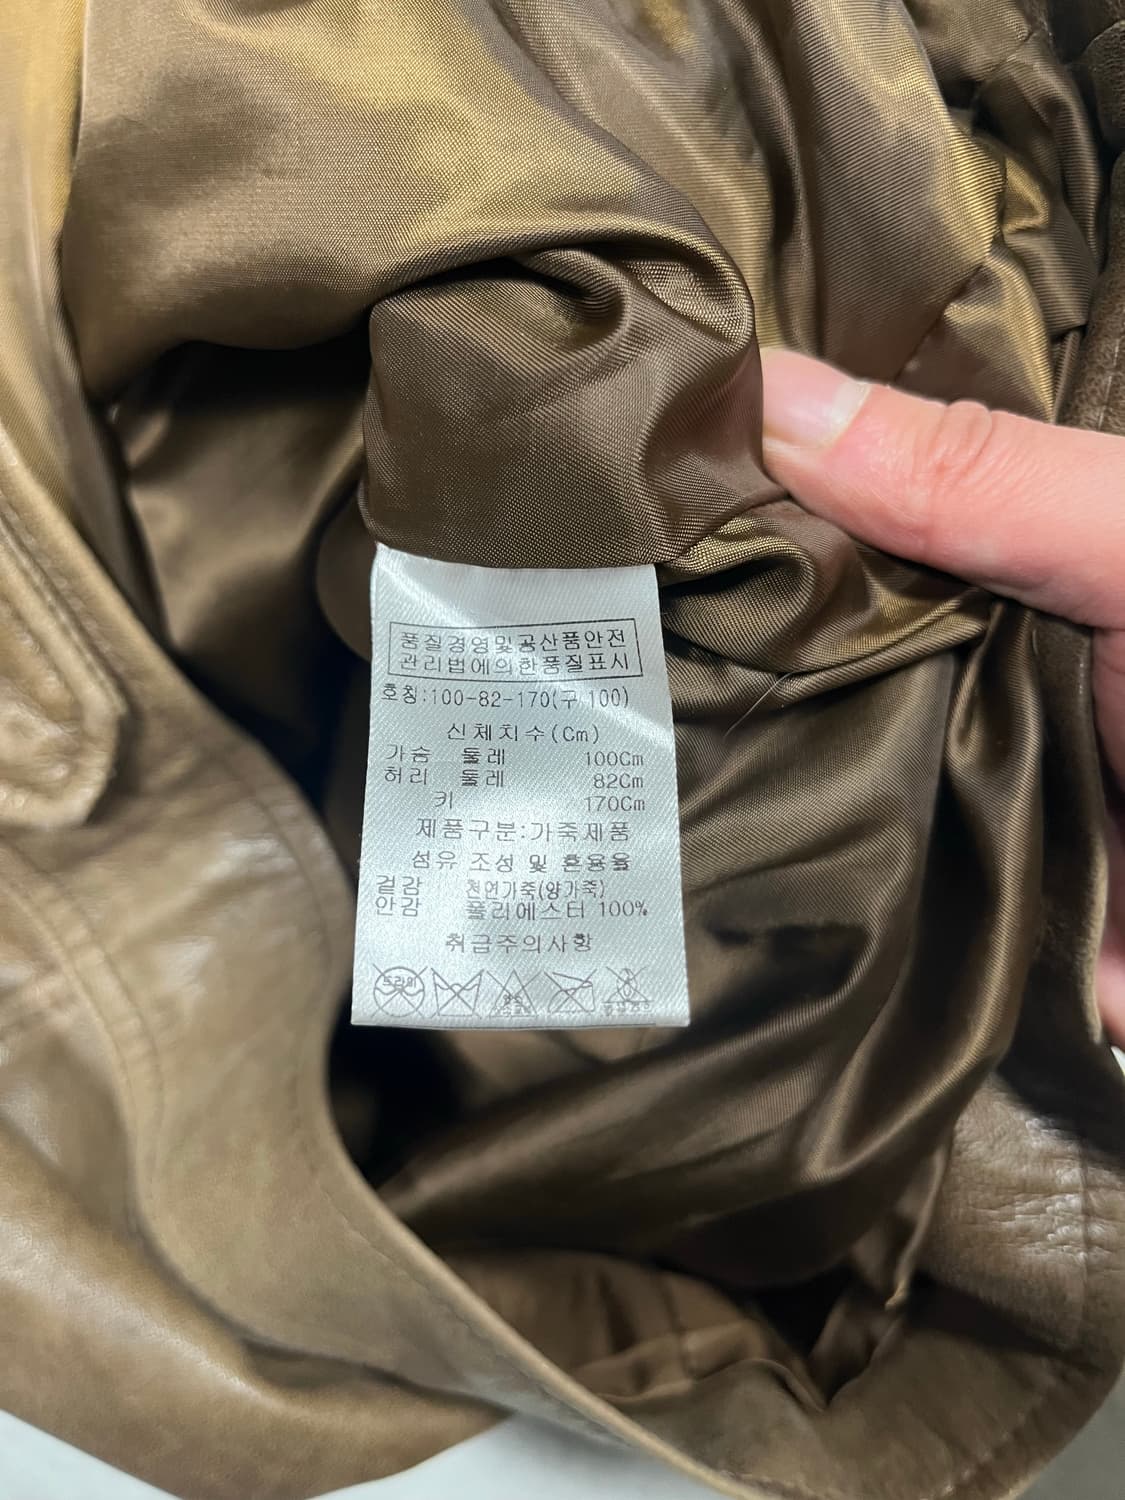 품질경영및공산품안전
관리법에의한품질표시
호칭:100-82-170(구 100)
신체치수(Cm)
가슴 둘레 100Cm
허리 둘레 82Cm
키 170Cm
제품구분:가죽제품
섬유 조성 및 혼용율
겉감 천연가죽(양가죽)
안감 폴리에스터 100%
취급주의사항
드라이